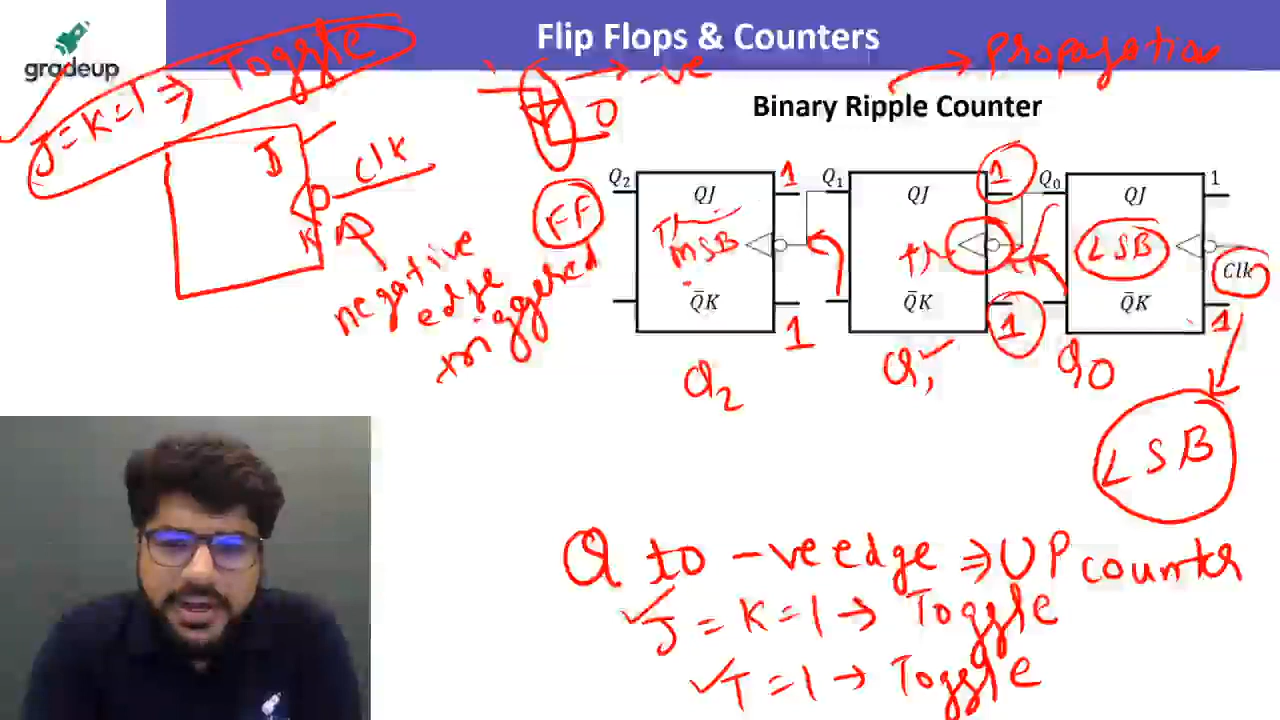 Flip Flops & Counters
gradeup
J=K=1 ⇒ Toggle
→ -ve
0
→ Propagation
Binary Ripple Counter
J
Clk
K
negative
edge
triggered
FF
Q₂ QJ 1 Q₁ QJ 1 Q₀ QJ 1
MSB LSB Clk
Q̄K 1 Q̄K 1 Q̄K 1
Q₂ Q₁ Q0
LSB
Q to -ve edge ⇒ UP counter
✓ J = K = 1 → Toggle
✓ T = 1 → Toggle